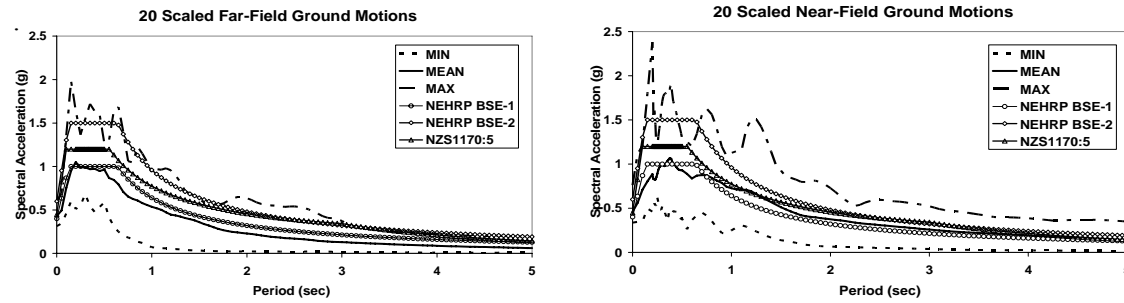 20 Scaled Far-Field Ground Motions
2.5
2
1.5
1
0.5
0
Spectral Acceleration (g)
0 1 2 3 4 5
Period (sec)
MIN
MEAN
MAX
NEHRP BSE-1
NEHRP BSE-2
NZS1170:5
20 Scaled Near-Field Ground Motions
2.5
2
1.5
1
0.5
0
Spectral Acceleration (g)
0 1 2 3 4 5
Period (sec)
MIN
MEAN
MAX
NEHRP BSE-1
NEHRP BSE-2
NZS1170:5